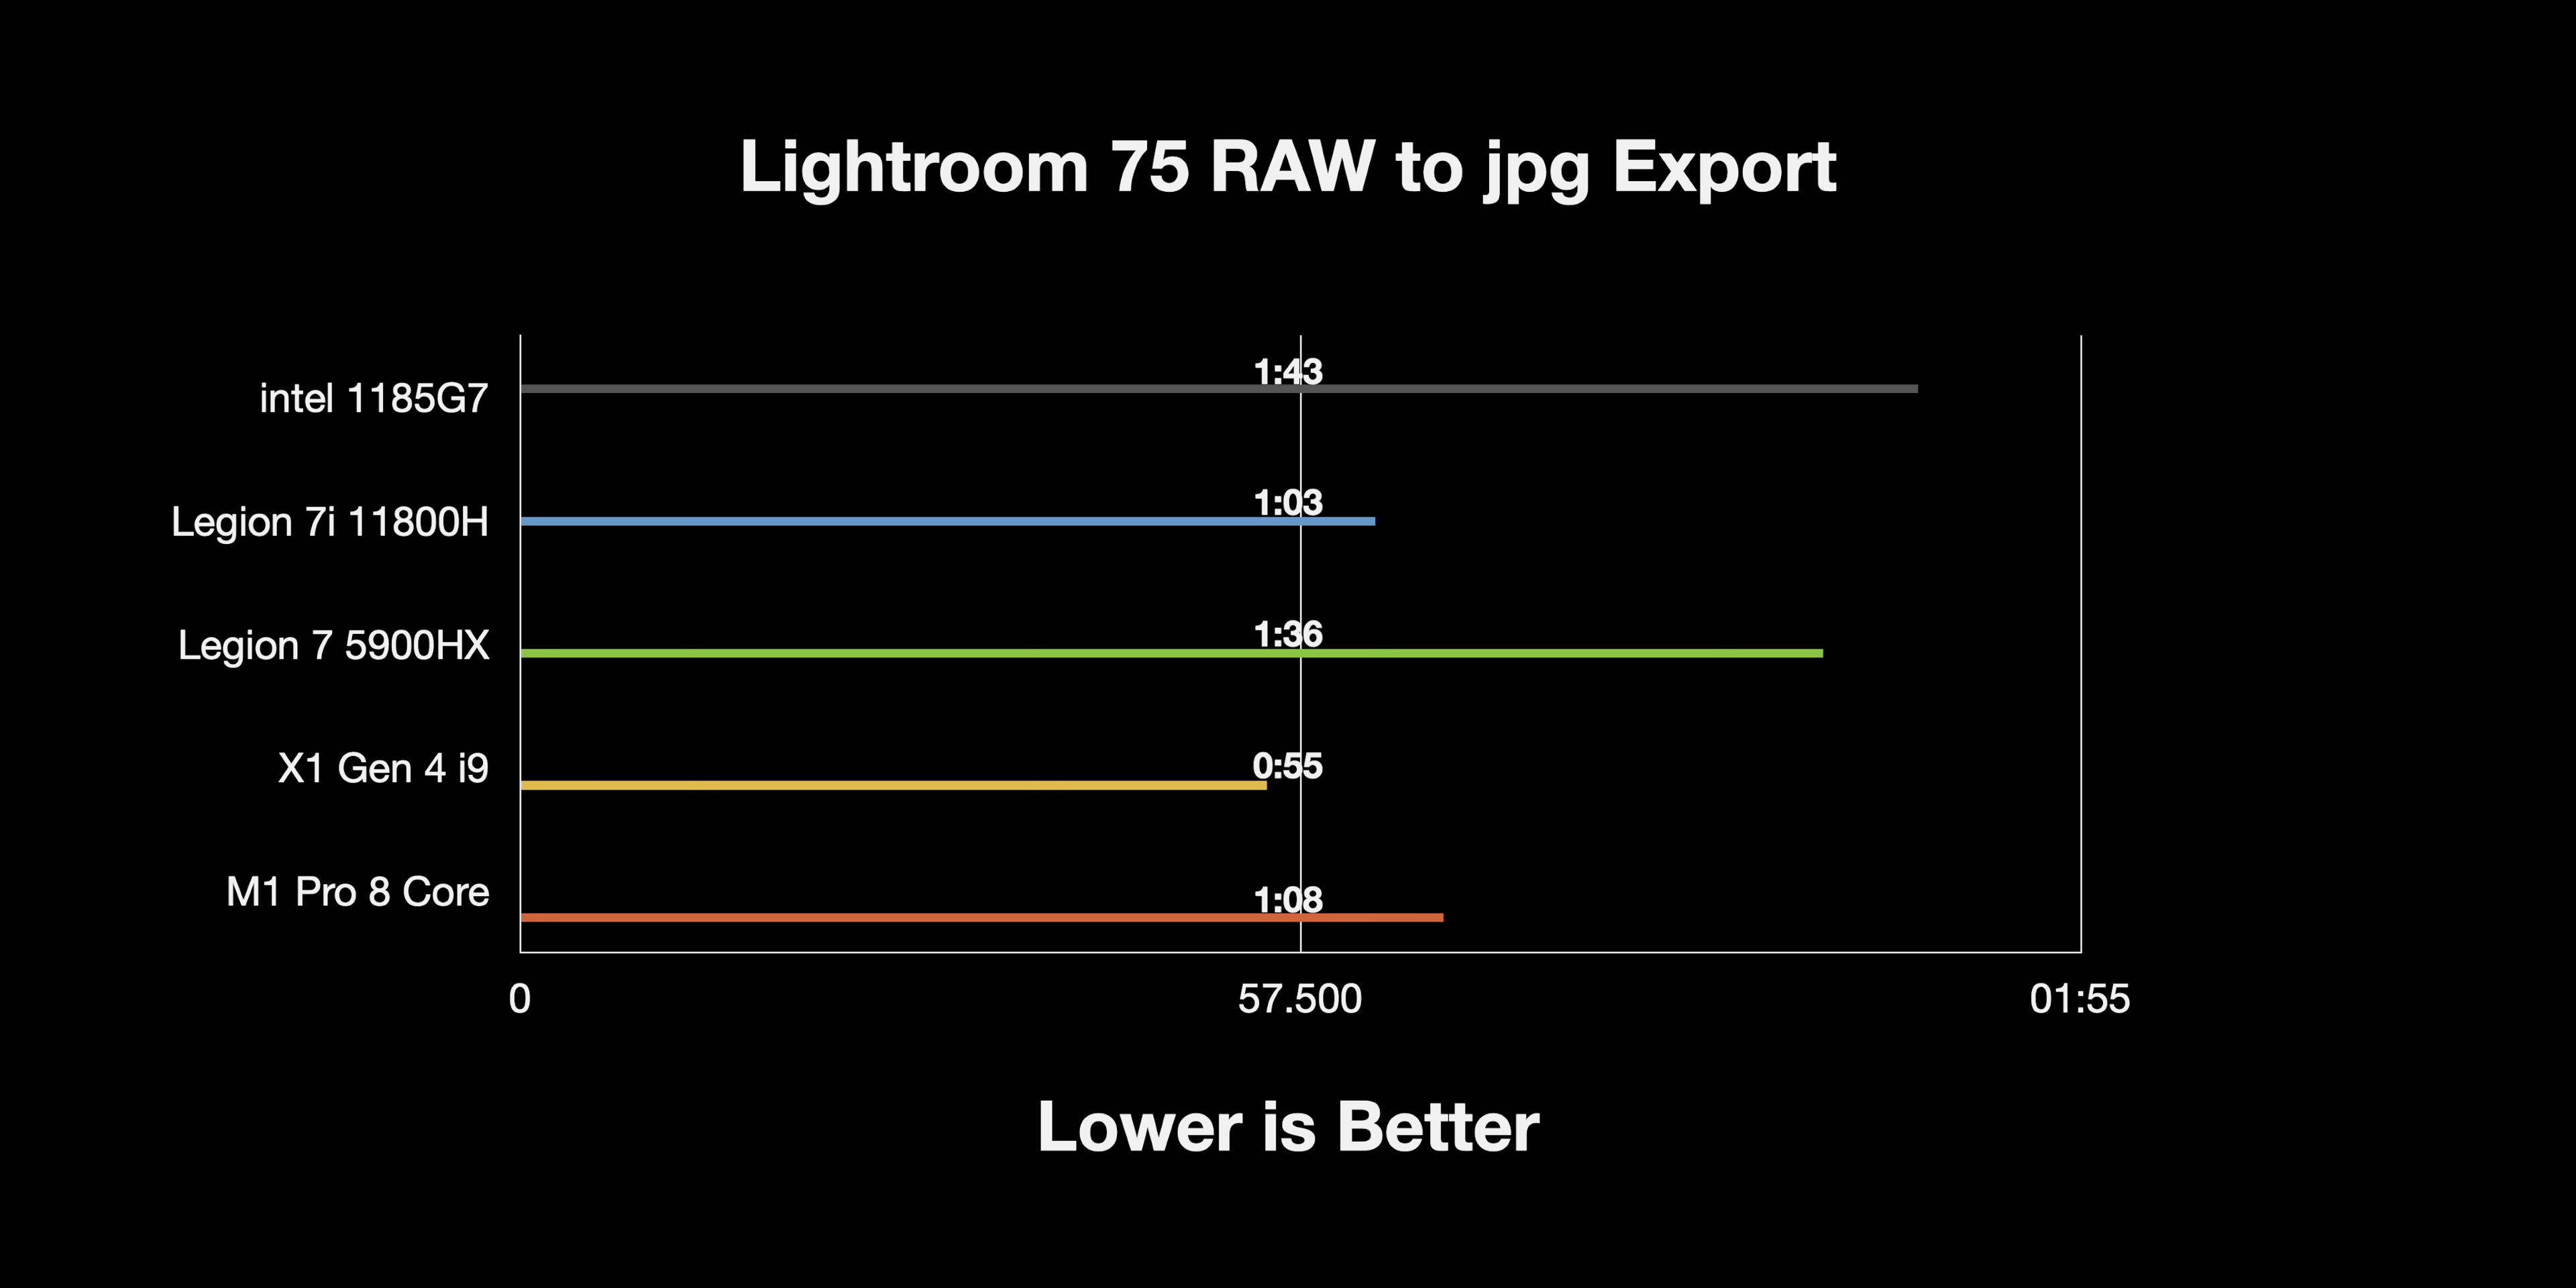 Lightroom 75 RAW to jpg Export
intel 1185G7
1:43
Legion 7i 11800H
1:03
Legion 7 5900HX
1:36
X1 Gen 4 i9
0:55
M1 Pro 8 Core
1:08
0
57.500
01:55
Lower is Better